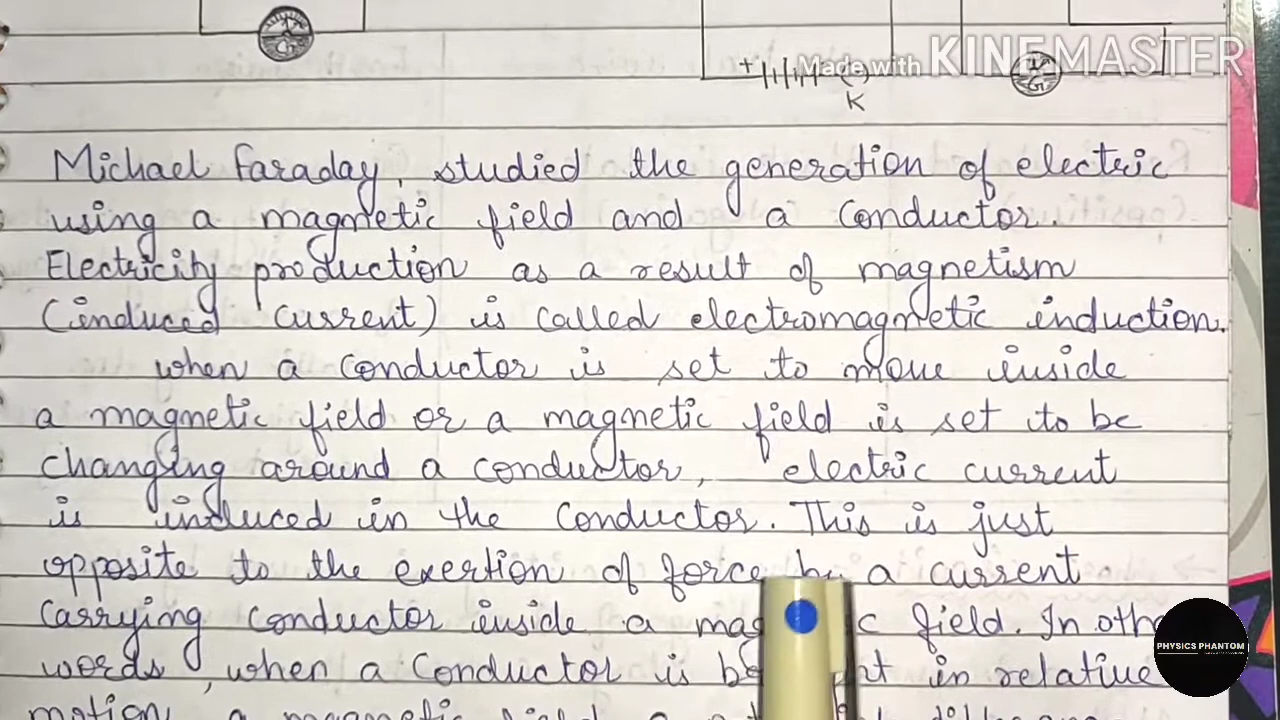 G
+
K
G
Made with KINEMASTER
Michael Faraday, studied the generation of electric
using a magnetic field and a conductor.
Electricity production as a result of magnetism
(induced current) is called electromagnetic induction.
when a conductor is set to move inside
a magnetic field or a magnetic field is set to be
changing around a conductor, electric current
is induced in the conductor. This is just
opposite to the exertion of force by a current
carrying conductor inside a field. In
words, when a conductor is in relative
motion, a magnetic field
PHYSICS PHANTOM